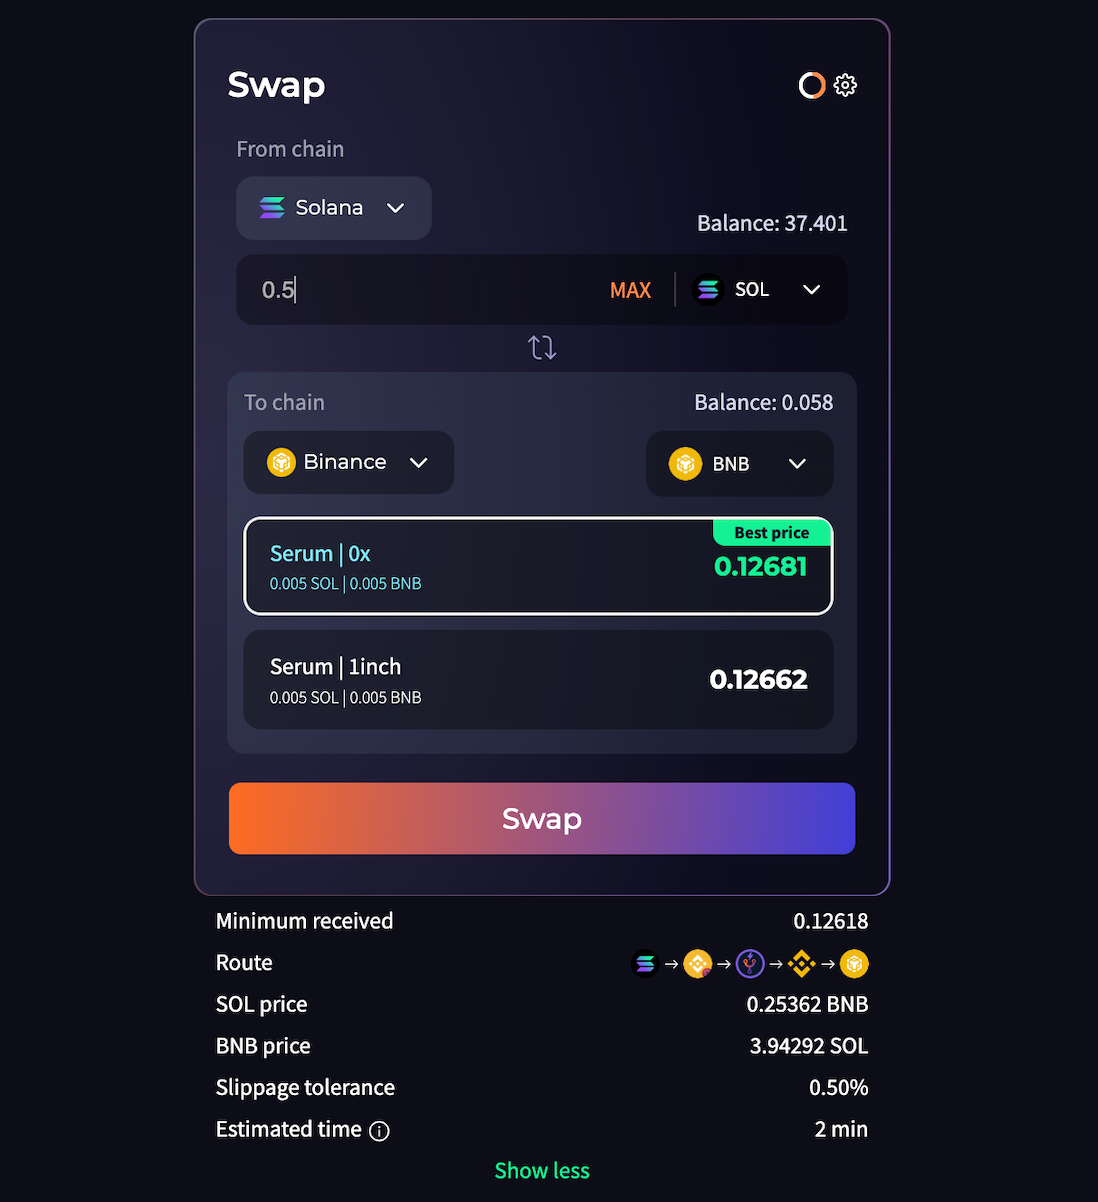 Swap
From chain
Solana
Balance: 37.401
0.5 MAX SOL
To chain Balance: 0.058
Binance BNB
Best price
Serum | 0x 0.12681
0.005 SOL | 0.005 BNB
Serum | 1inch 0.12662
0.005 SOL | 0.005 BNB
Swap
Minimum received 0.12618
Route
SOL price 0.25362 BNB
BNB price 3.94292 SOL
Slippage tolerance 0.50%
Estimated time 2 min
Show less